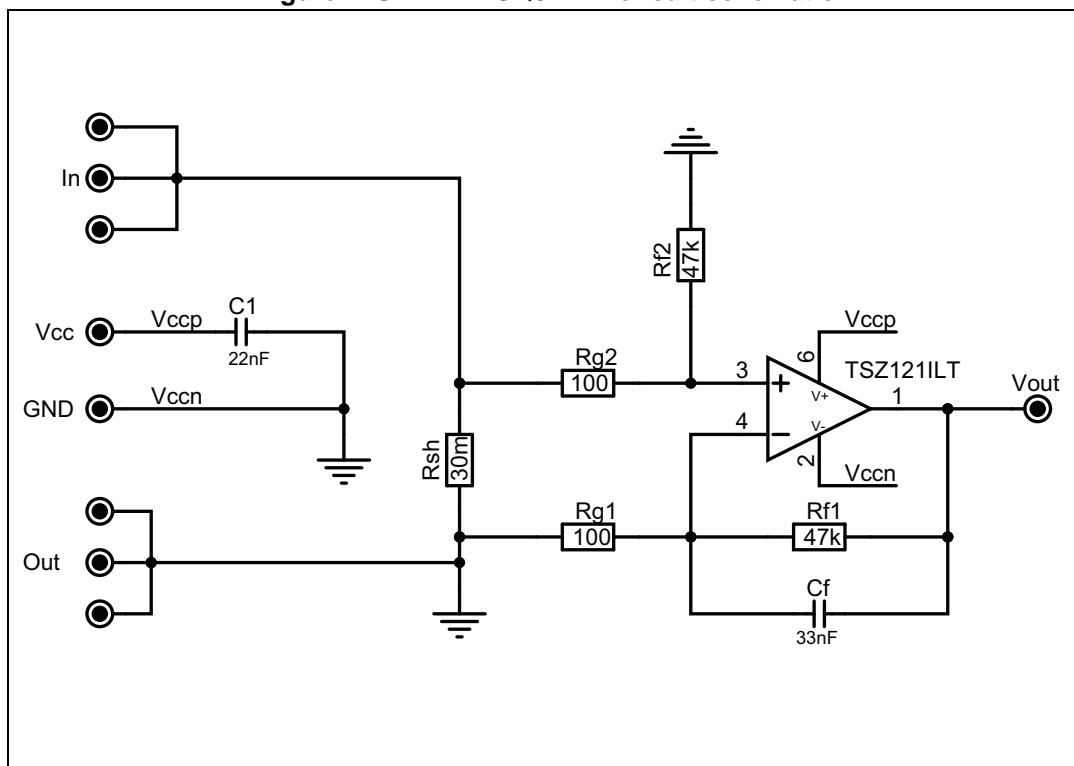 In
Vcc
Vccp
C1
22nF
GND
Vccn
Out
Rsh
30m
Rf2
47k
Rg2
100
Rg1
100
3
4
6
V+
V-
2
1
TSZ121ILT
Vccp
Vccn
Vout
Rf1
47k
Cf
33nF